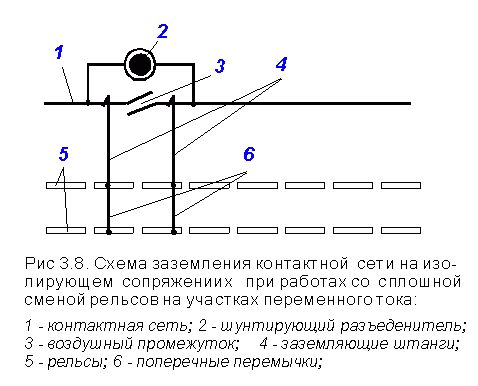 2
1
3
4
5
6
Рис 3.8. Схема заземления контактной сети на изо-
лирующем сопряжениих при работах со сплошной
сменой рельсов на участках переменного тока:
1 - контактная сеть; 2 - шунтирующий разъеденитель;
3 - воздушный промежуток; 4 - заземляющие штанги;
5 - рельсы; 6 - поперечные перемычки;